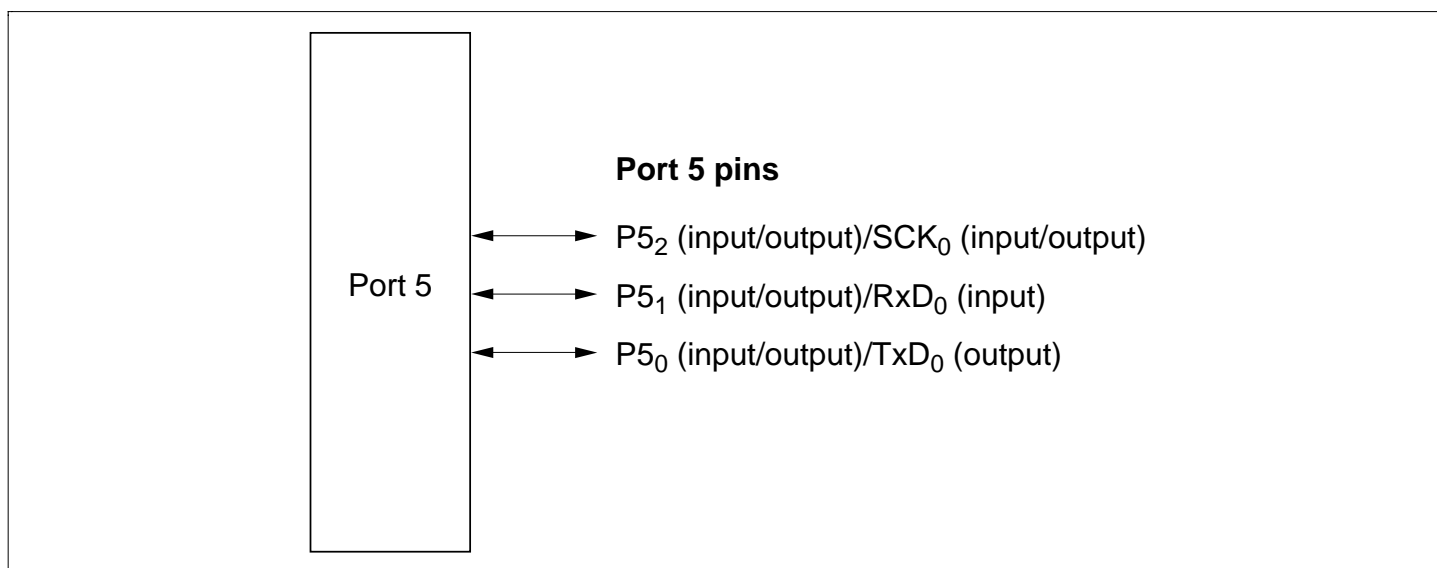 Port 5 pins
P5₂ (input/output)/SCK₀ (input/output)
Port 5
P5₁ (input/output)/RxD₀ (input)
P5₀ (input/output)/TxD₀ (output)